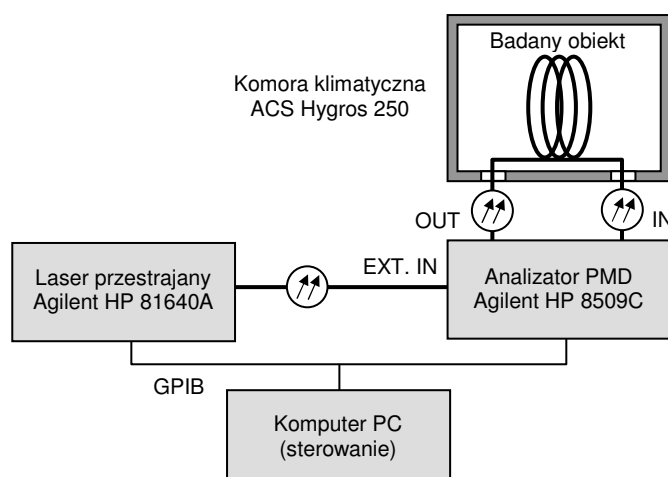 Badany obiekt
Komora klimatyczna
ACS Hygros 250
OUT
IN
Laser przestrajany
Agilent HP 81640A
EXT. IN
Analizator PMD
Agilent HP 8509C
GPIB
Komputer PC
(sterowanie)